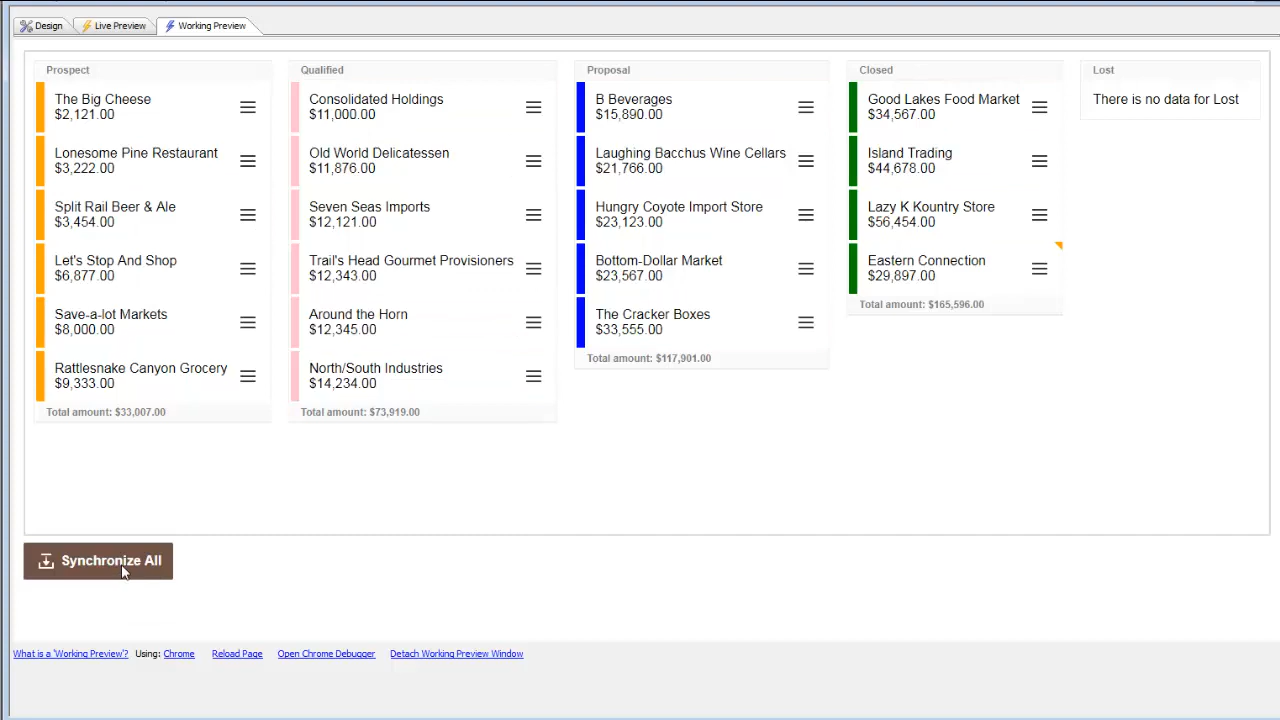 Design
Live Preview
Working Preview
Prospect
The Big Cheese
$2,121.00
Lonesome Pine Restaurant
$3,222.00
Split Rail Beer & Ale
$3,454.00
Let's Stop And Shop
$6,877.00
Save-a-lot Markets
$8,000.00
Rattlesnake Canyon Grocery
$9,333.00
Total amount: $33,007.00
Qualified
Consolidated Holdings
$11,000.00
Old World Delicatessen
$11,876.00
Seven Seas Imports
$12,121.00
Trail's Head Gourmet Provisioners
$12,343.00
Around the Horn
$12,345.00
North/South Industries
$14,234.00
Total amount: $73,919.00
Proposal
B Beverages
$15,890.00
Laughing Bacchus Wine Cellars
$21,766.00
Hungry Coyote Import Store
$23,123.00
Bottom-Dollar Market
$23,567.00
The Cracker Boxes
$33,555.00
Total amount: $117,901.00
Closed
Good Lakes Food Market
$34,567.00
Island Trading
$44,678.00
Lazy K Kountry Store
$56,454.00
Eastern Connection
$29,897.00
Total amount: $165,596.00
Lost
There is no data for Lost
Synchronize All
What is a 'Working Preview'? Using: Chrome Reload Page Open Chrome Debugger Detach Working Preview Window